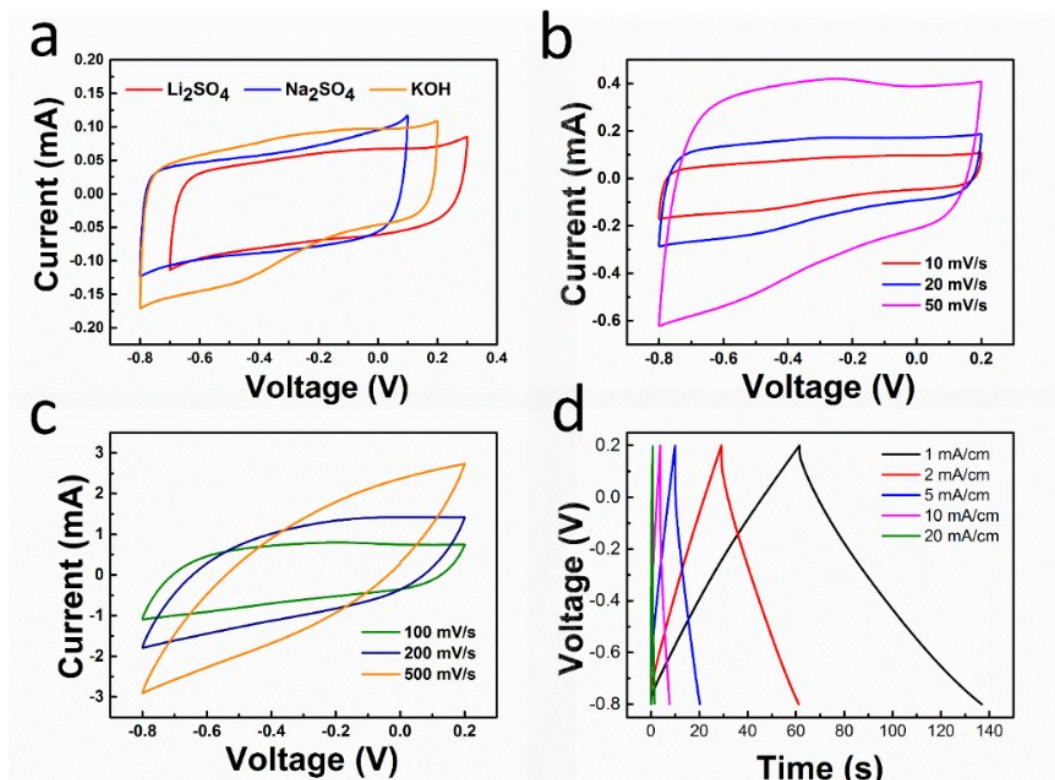 a
0.20
0.15
0.10
0.05
0.00
-0.05
-0.10
-0.15
-0.20
Current (mA)
Li2SO4 Na2SO4 KOH
-0.8 -0.6 -0.4 -0.2 0.0 0.2 0.4
Voltage (V)
b
0.4
0.2
0.0
-0.2
-0.4
-0.6
Current (mA)
10 mV/s
20 mV/s
50 mV/s
-0.8 -0.6 -0.4 -0.2 0.0 0.2
Voltage (V)
c
3
2
1
0
-1
-2
-3
Current (mA)
100 mV/s
200 mV/s
500 mV/s
-0.8 -0.6 -0.4 -0.2 0.0 0.2
Voltage (V)
d
0.2
0.0
-0.2
-0.4
-0.6
-0.8
Voltage (V)
1 mA/cm
2 mA/cm
5 mA/cm
10 mA/cm
20 mA/cm
0 20 40 60 80 100 120 140
Time (s)